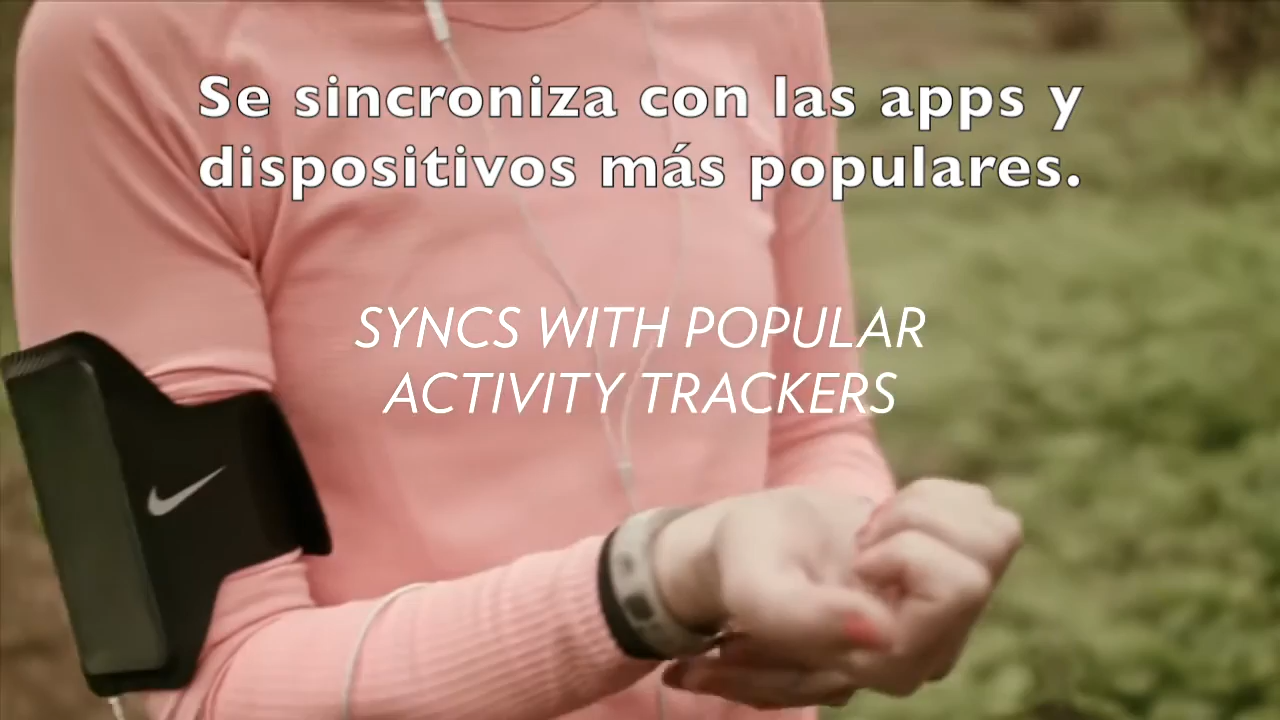 Se sincroniza con las apps y
dispositivos más populares.
SYNCS WITH POPULAR
ACTIVITY TRACKERS